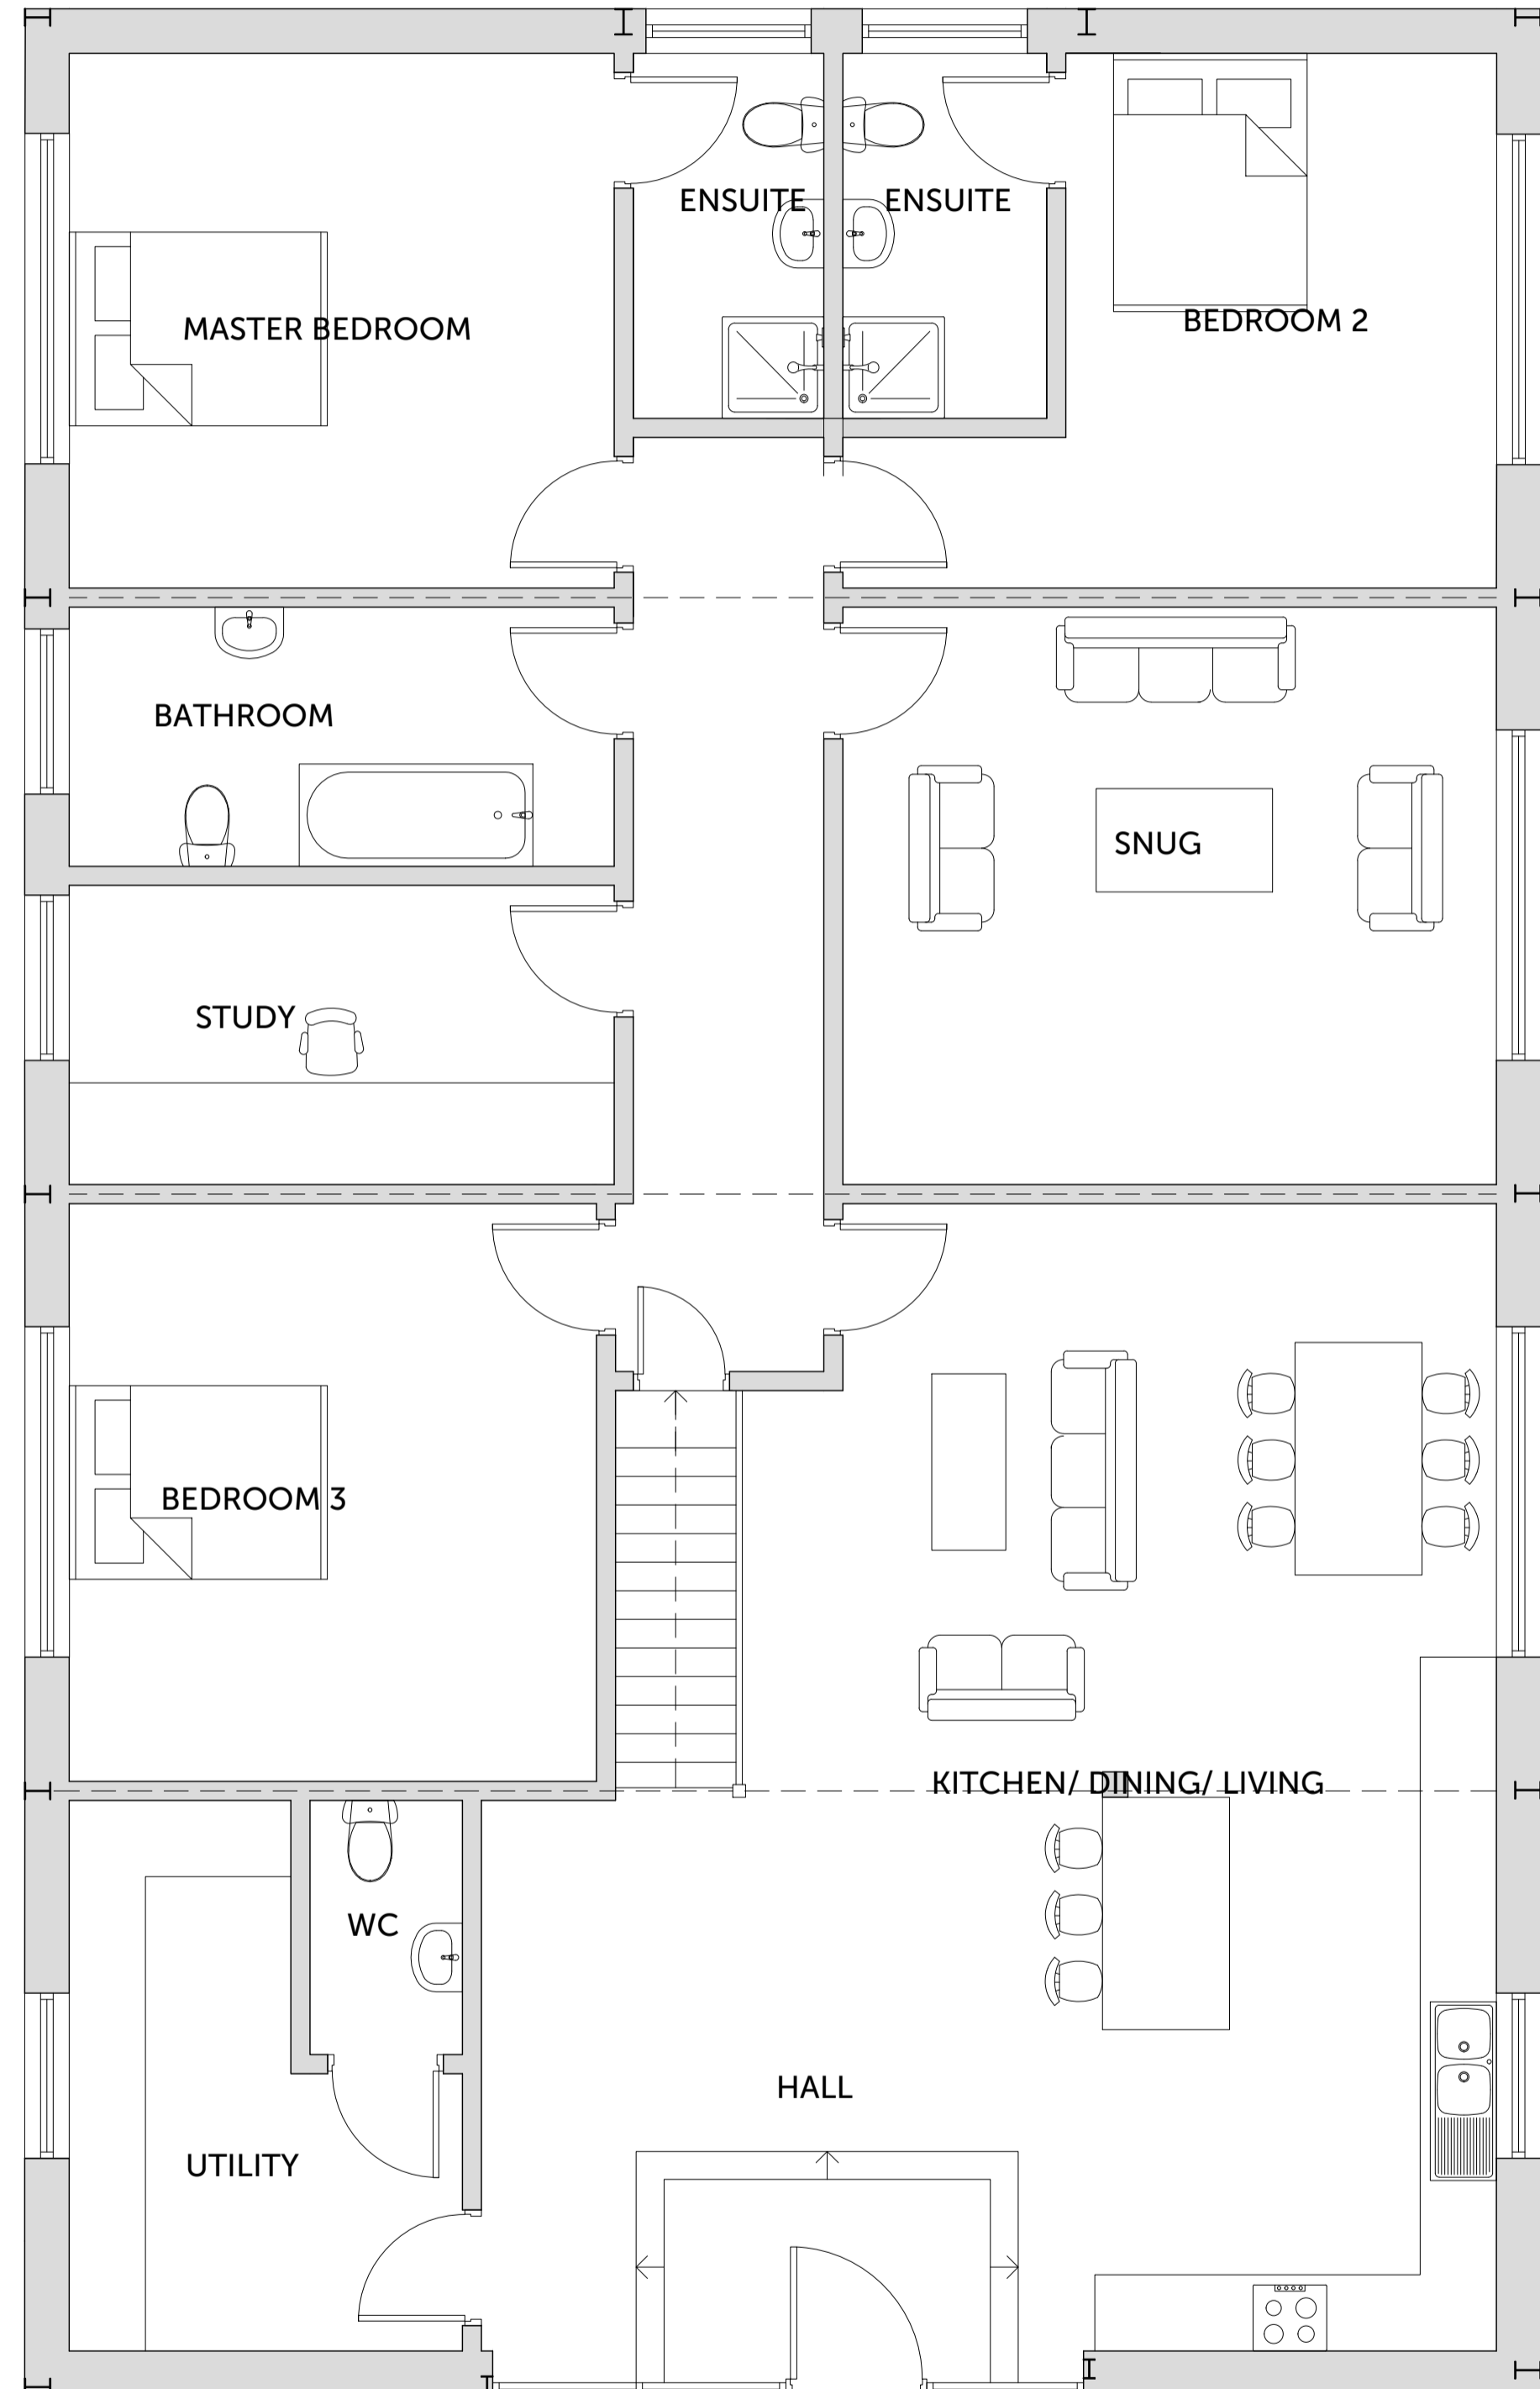 ENSUITE
ENSUITE
MASTER BEDROOM
BEDROOM 2
BATHROOM
SNUG
STUDY
BEDROOM 3
KITCHEN/ DINING/ LIVING
WC
HALL
UTILITY